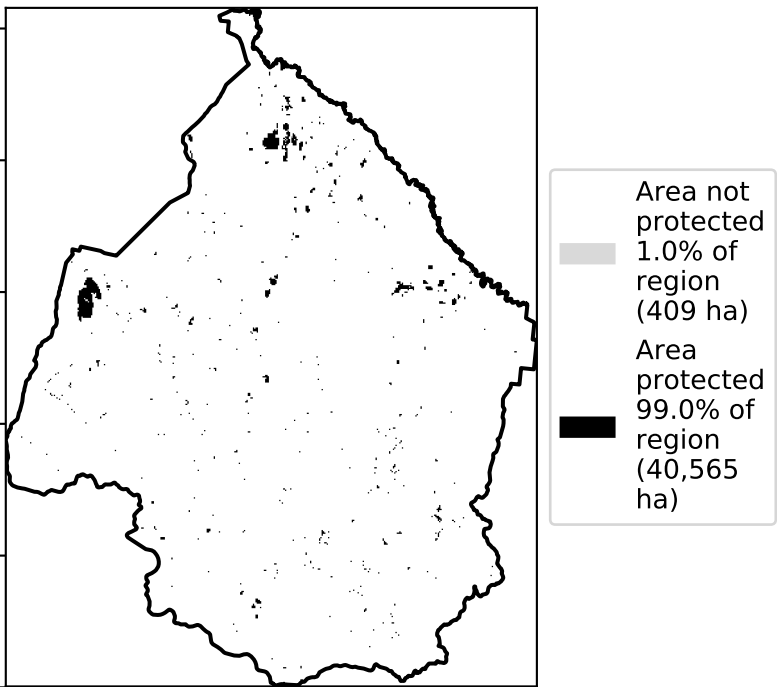 Area not
protected
1.0% of
region
(409 ha)
Area
protected
99.0% of
region
(40,565
ha)